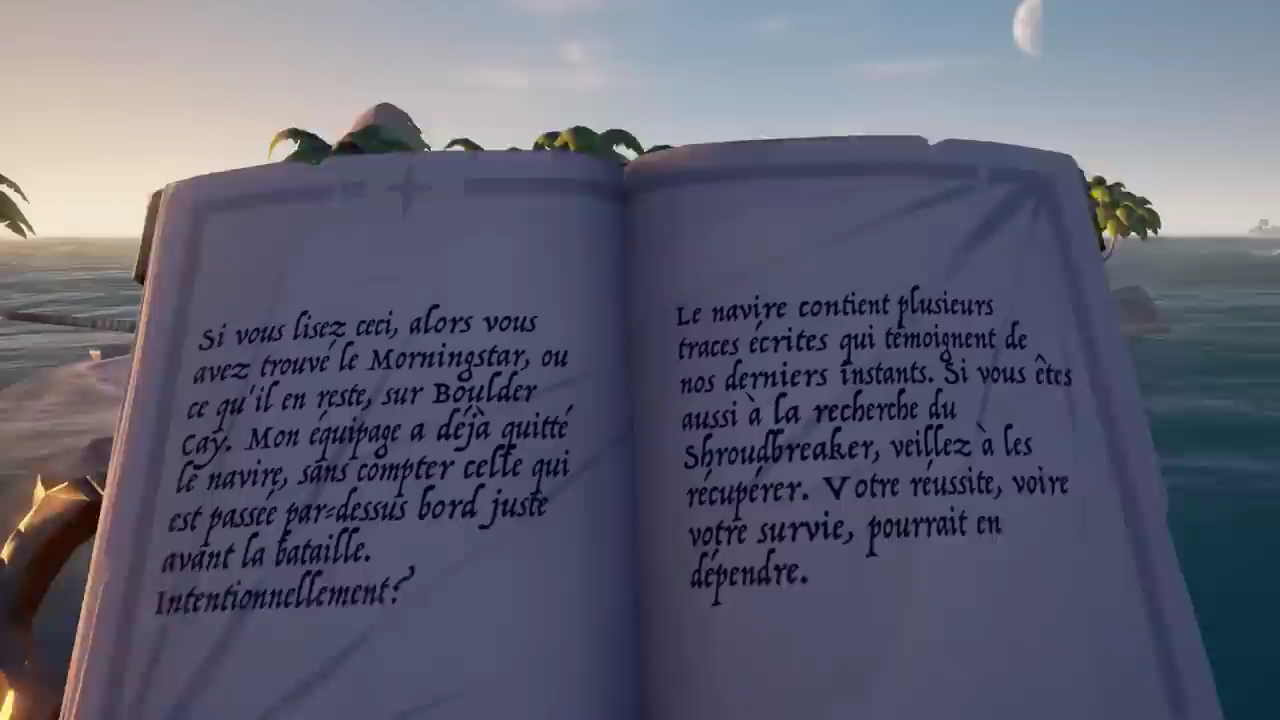 Si vous lisez ceci, alors vous
avez trouvé le Morningstar, ou
ce qu'il en reste, sur Boulder
Cay. Mon équipage a déjà quitté
le navire, sans compter celle qui
est passée par-dessus bord juste
avant la bataille.
Intentionnellement?
Le navire contient plusieurs
traces écrites qui témoignent de
nos derniers instants. Si vous êtes
aussi à la recherche du
Shroudbreaker, veillez à les
récupérer. Votre réussite, voire
votre survie, pourrait en
dépendre.